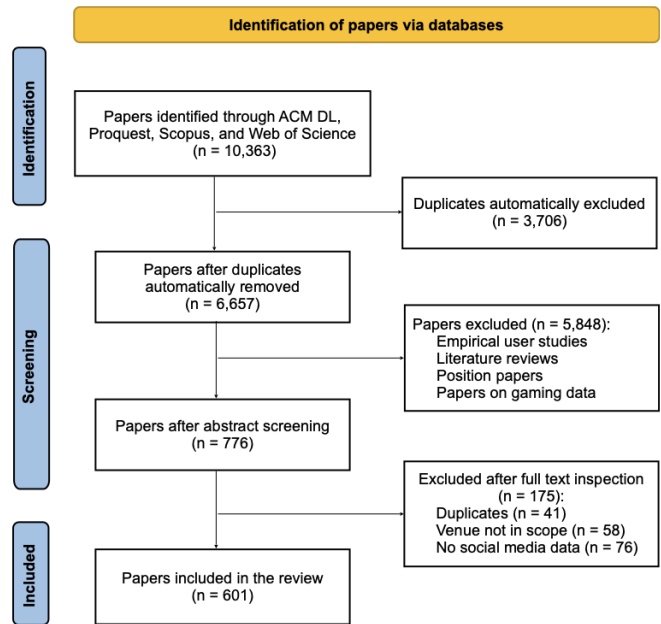 Identification of papers via databases
Identification
Papers identified through ACM DL,
Proquest, Scopus, and Web of Science
(n = 10,363)
Duplicates automatically excluded
(n = 3,706)
Screening
Papers after duplicates
automatically removed
(n = 6,657)
Papers excluded (n = 5,848):
Empirical user studies
Literature reviews
Position papers
Papers on gaming data
Papers after abstract screening
(n = 776)
Excluded after full text inspection
(n = 175):
Duplicates (n = 41)
Venue not in scope (n = 58)
No social media data (n = 76)
Included
Papers included in the review
(n = 601)